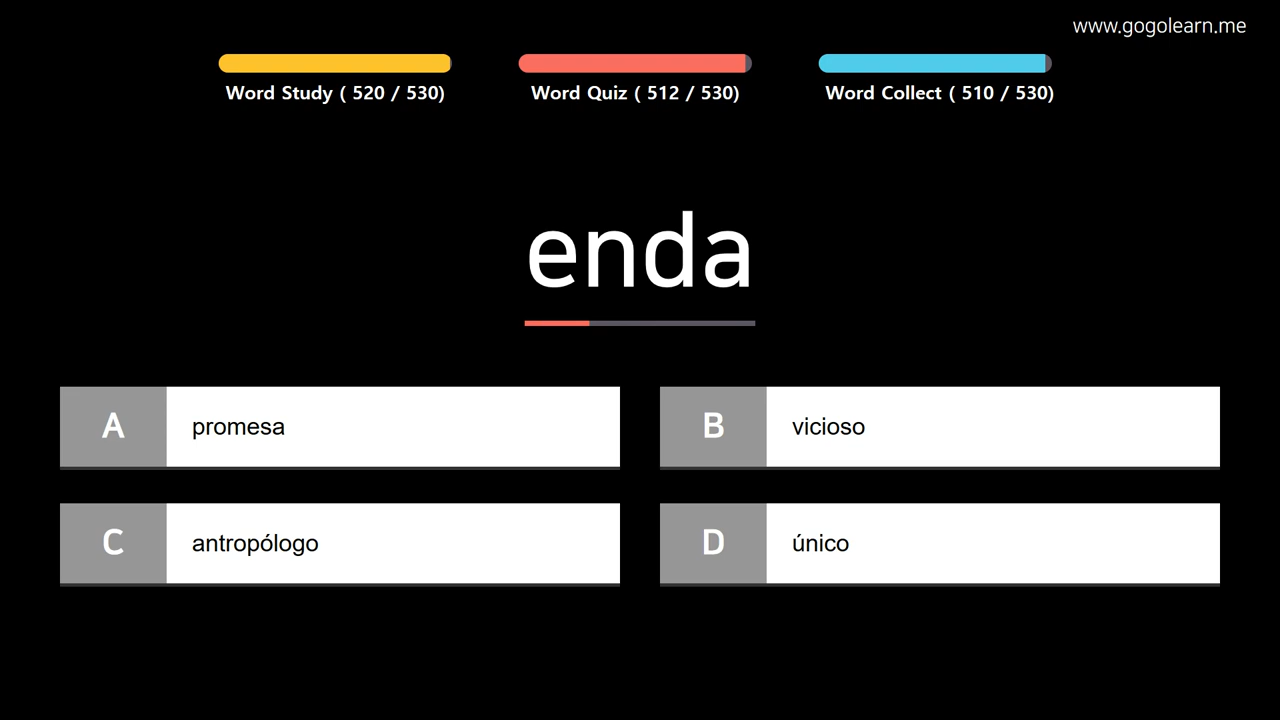 www.gogolearn.me
Word Study ( 520 / 530)
Word Quiz ( 512 / 530)
Word Collect ( 510 / 530)
enda
A promesa
B vicioso
C antropólogo
D único